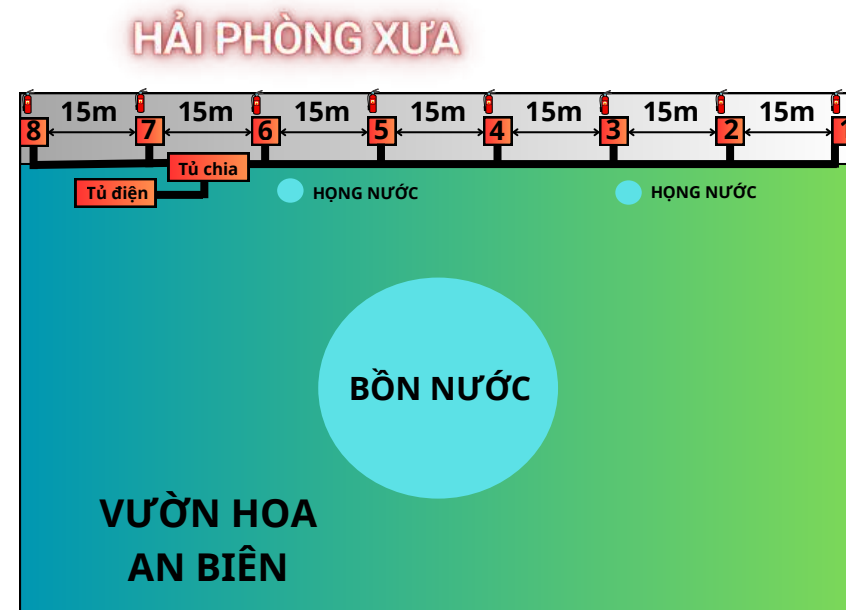 HẢI PHÒNG XƯA
15m 15m 15m 15m 15m 15m 15m
8 7 6 5 4 3 2 1
Tủ chia
Tủ điện
HỌNG NƯỚC HỌNG NƯỚC
BỒN NƯỚC
VƯỜN HOA
AN BIÊN